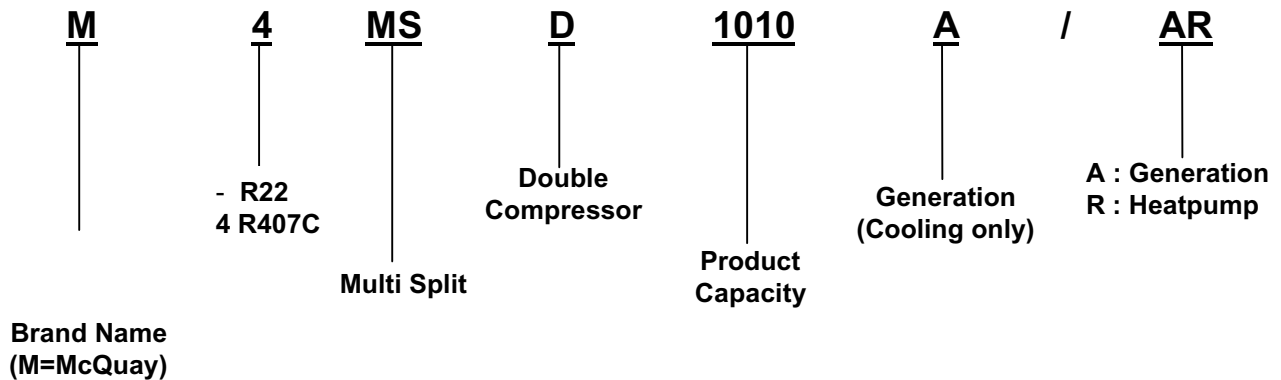 M 4 MS D 1010 A / AR
- R22
4 R407C
Double
Compressor
A : Generation
R : Heatpump
Generation
(Cooling only)
Product
Capacity
Multi Split
Brand Name
(M=McQuay)